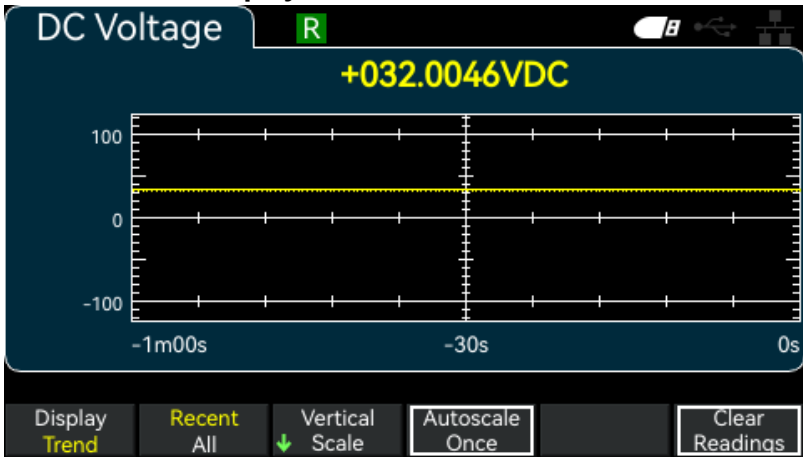 DC Voltage R
+032.0046VDC
100
0
-100
-1m00s -30s 0s
Display Recent Vertical Autoscale Clear
Trend All Scale Once Readings